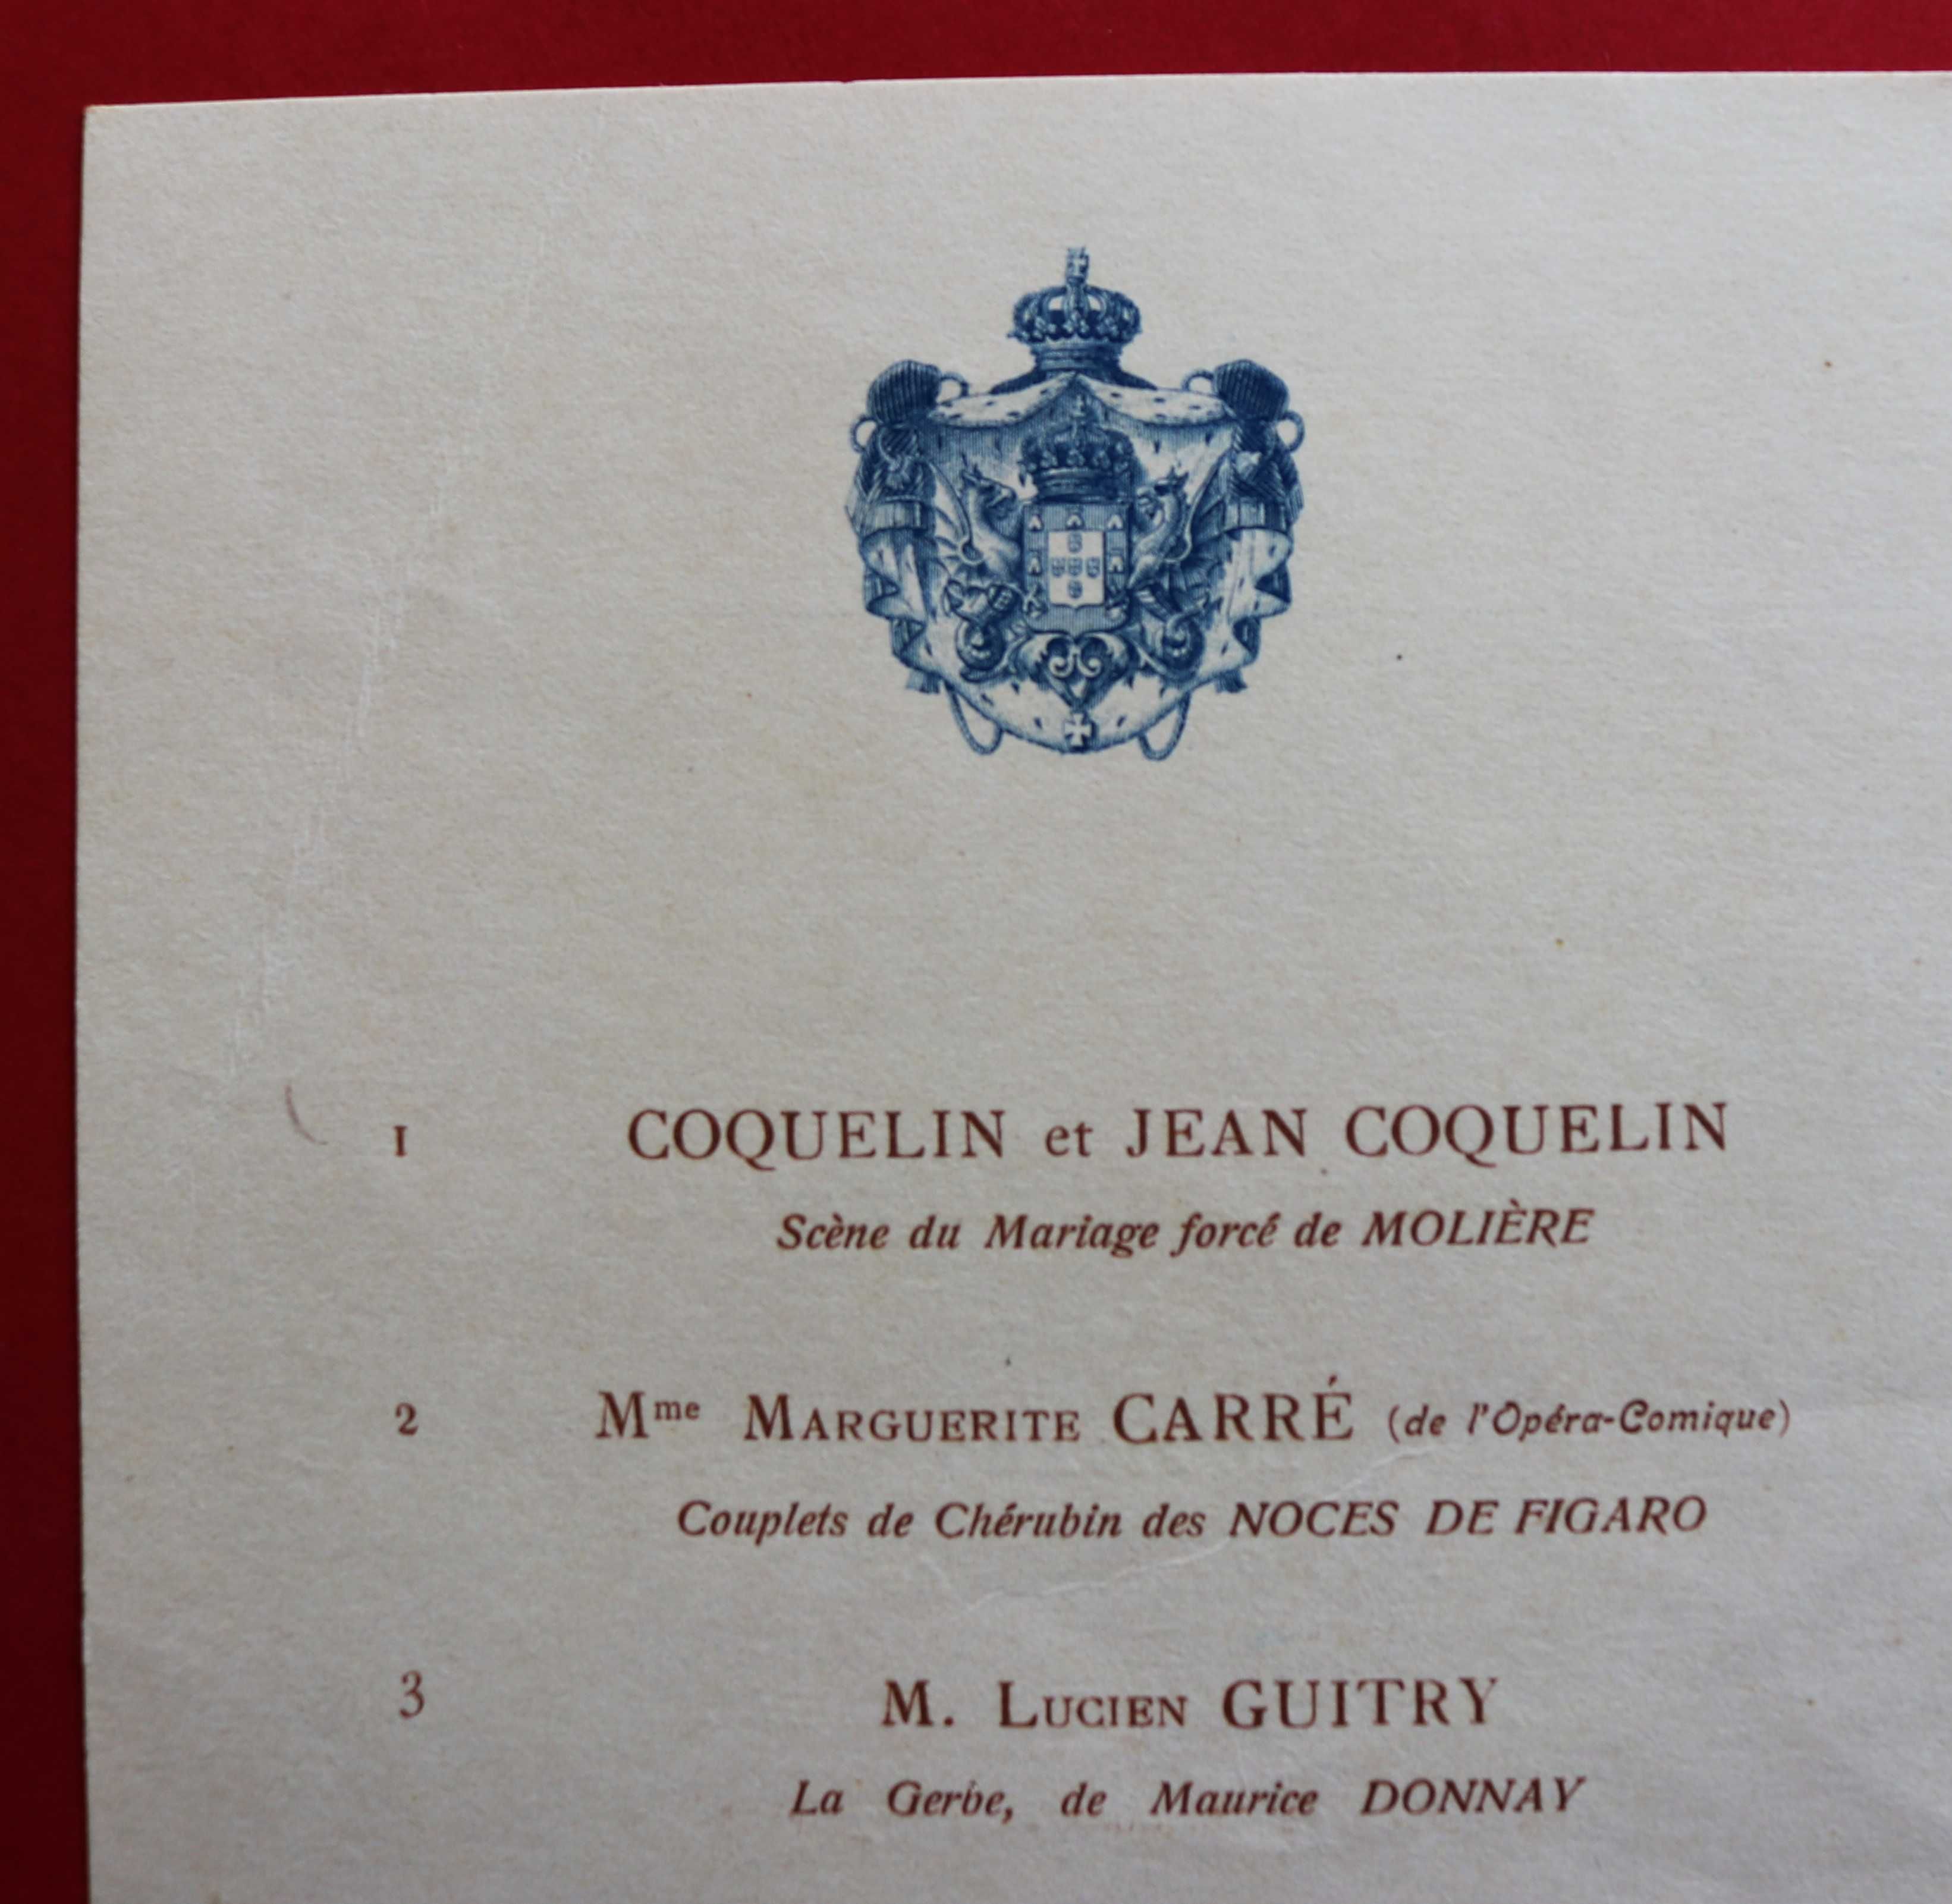 1 COQUELIN et JEAN COQUELIN
Scène du Mariage forcé de MOLIÈRE
2 Mme MARGUERITE CARRÉ (de l'Opéra-Comique)
Couplets de Chérubin des NOCES DE FIGARO
3 M. LUCIEN GUITRY
La Gerbe, de Maurice DONNAY